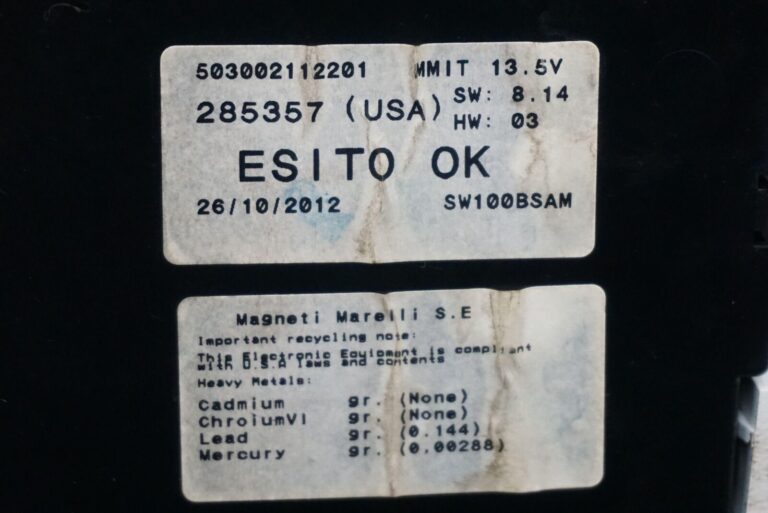 503002112201 MMIT 13.5V
285357 (USA) SW: 8.14
HW: 03
ESITO OK
26/10/2012 SW100BSAM
Magneti Marelli S.E
Important recycling note:
This Electronic Equipment is compliant
with U.S.A laws and contents
Heavy Metals:
Cadmium gr. (None)
ChroiumVI gr. (None)
Lead gr. (0.144)
Mercury gr. (0.00288)